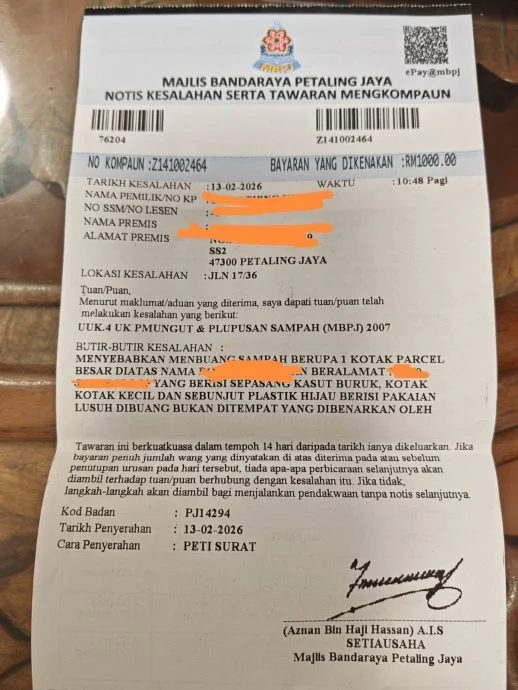 MBPJ
ePay@mbpj
MAJLIS BANDARAYA PETALING JAYA
NOTIS KESALAHAN SERTA TAWARAN MENGKOMPAUN
76204
Z141002464
NO KOMPAUN :Z141002464 BAYARAN YANG DIKENAKAN :RM1000.00
TARIKH KESALAHAN :13-02-2026 WAKTU : 10:48 Pagi
NAMA PEMILIK/NO KP :
NO SSM/NO LESEN :
NAMA PREMIS :
ALAMAT PREMIS :
SS2
47300 PETALING JAYA
LOKASI KESALAHAN :JLN 17/36
Tuan/Puan,
Menurut maklumat/aduan yang diterima, saya dapati tuan/puan telah
melakukan kesalahan yang berikut:
UUK.4 UK PMUNGUT & PLUPUSAN SAMPAH (MBPJ) 2007
BUTIR-BUTIR KESALAHAN :
MENYEBABKAN MENBUANG SAMPAH BERUPA 1 KOTAK PARCEL
BESAR DIATAS NAMA BERALAMAT
YANG BERISI SEPASANG KASUT BURUK, KOTAK
KOTAK KECIL DAN SEBUNJUT PLASTIK HIJAU BERISI PAKAIAN
LUSUH DIBUANG BUKAN DITEMPAT YANG DIBENARKAN OLEH
Tawaran ini berkuatkuasa dalam tempoh 14 hari daripada tarikh ianya dikeluarkan. Jika
bayaran penuh jumlah wang yang dinyatakan di atas diterima pada atau sebelum
penutupan urusan pada hari tersebut, tiada apa-apa perbicaraan selanjutnya akan
diambil terhadap tuan/puan berhubung dengan kesalahan itu. Jika tidak,
langkah-langkah akan diambil bagi menjalankan pendakwaan tanpa notis selanjutnya.
Kod Badan : PJ14294
Tarikh Penyerahan : 13-02-2026
Cara Penyerahan : PETI SURAT
(Aznan Bin Haji Hassan) A.I.S
SETIAUSAHA
Majlis Bandaraya Petaling Jaya